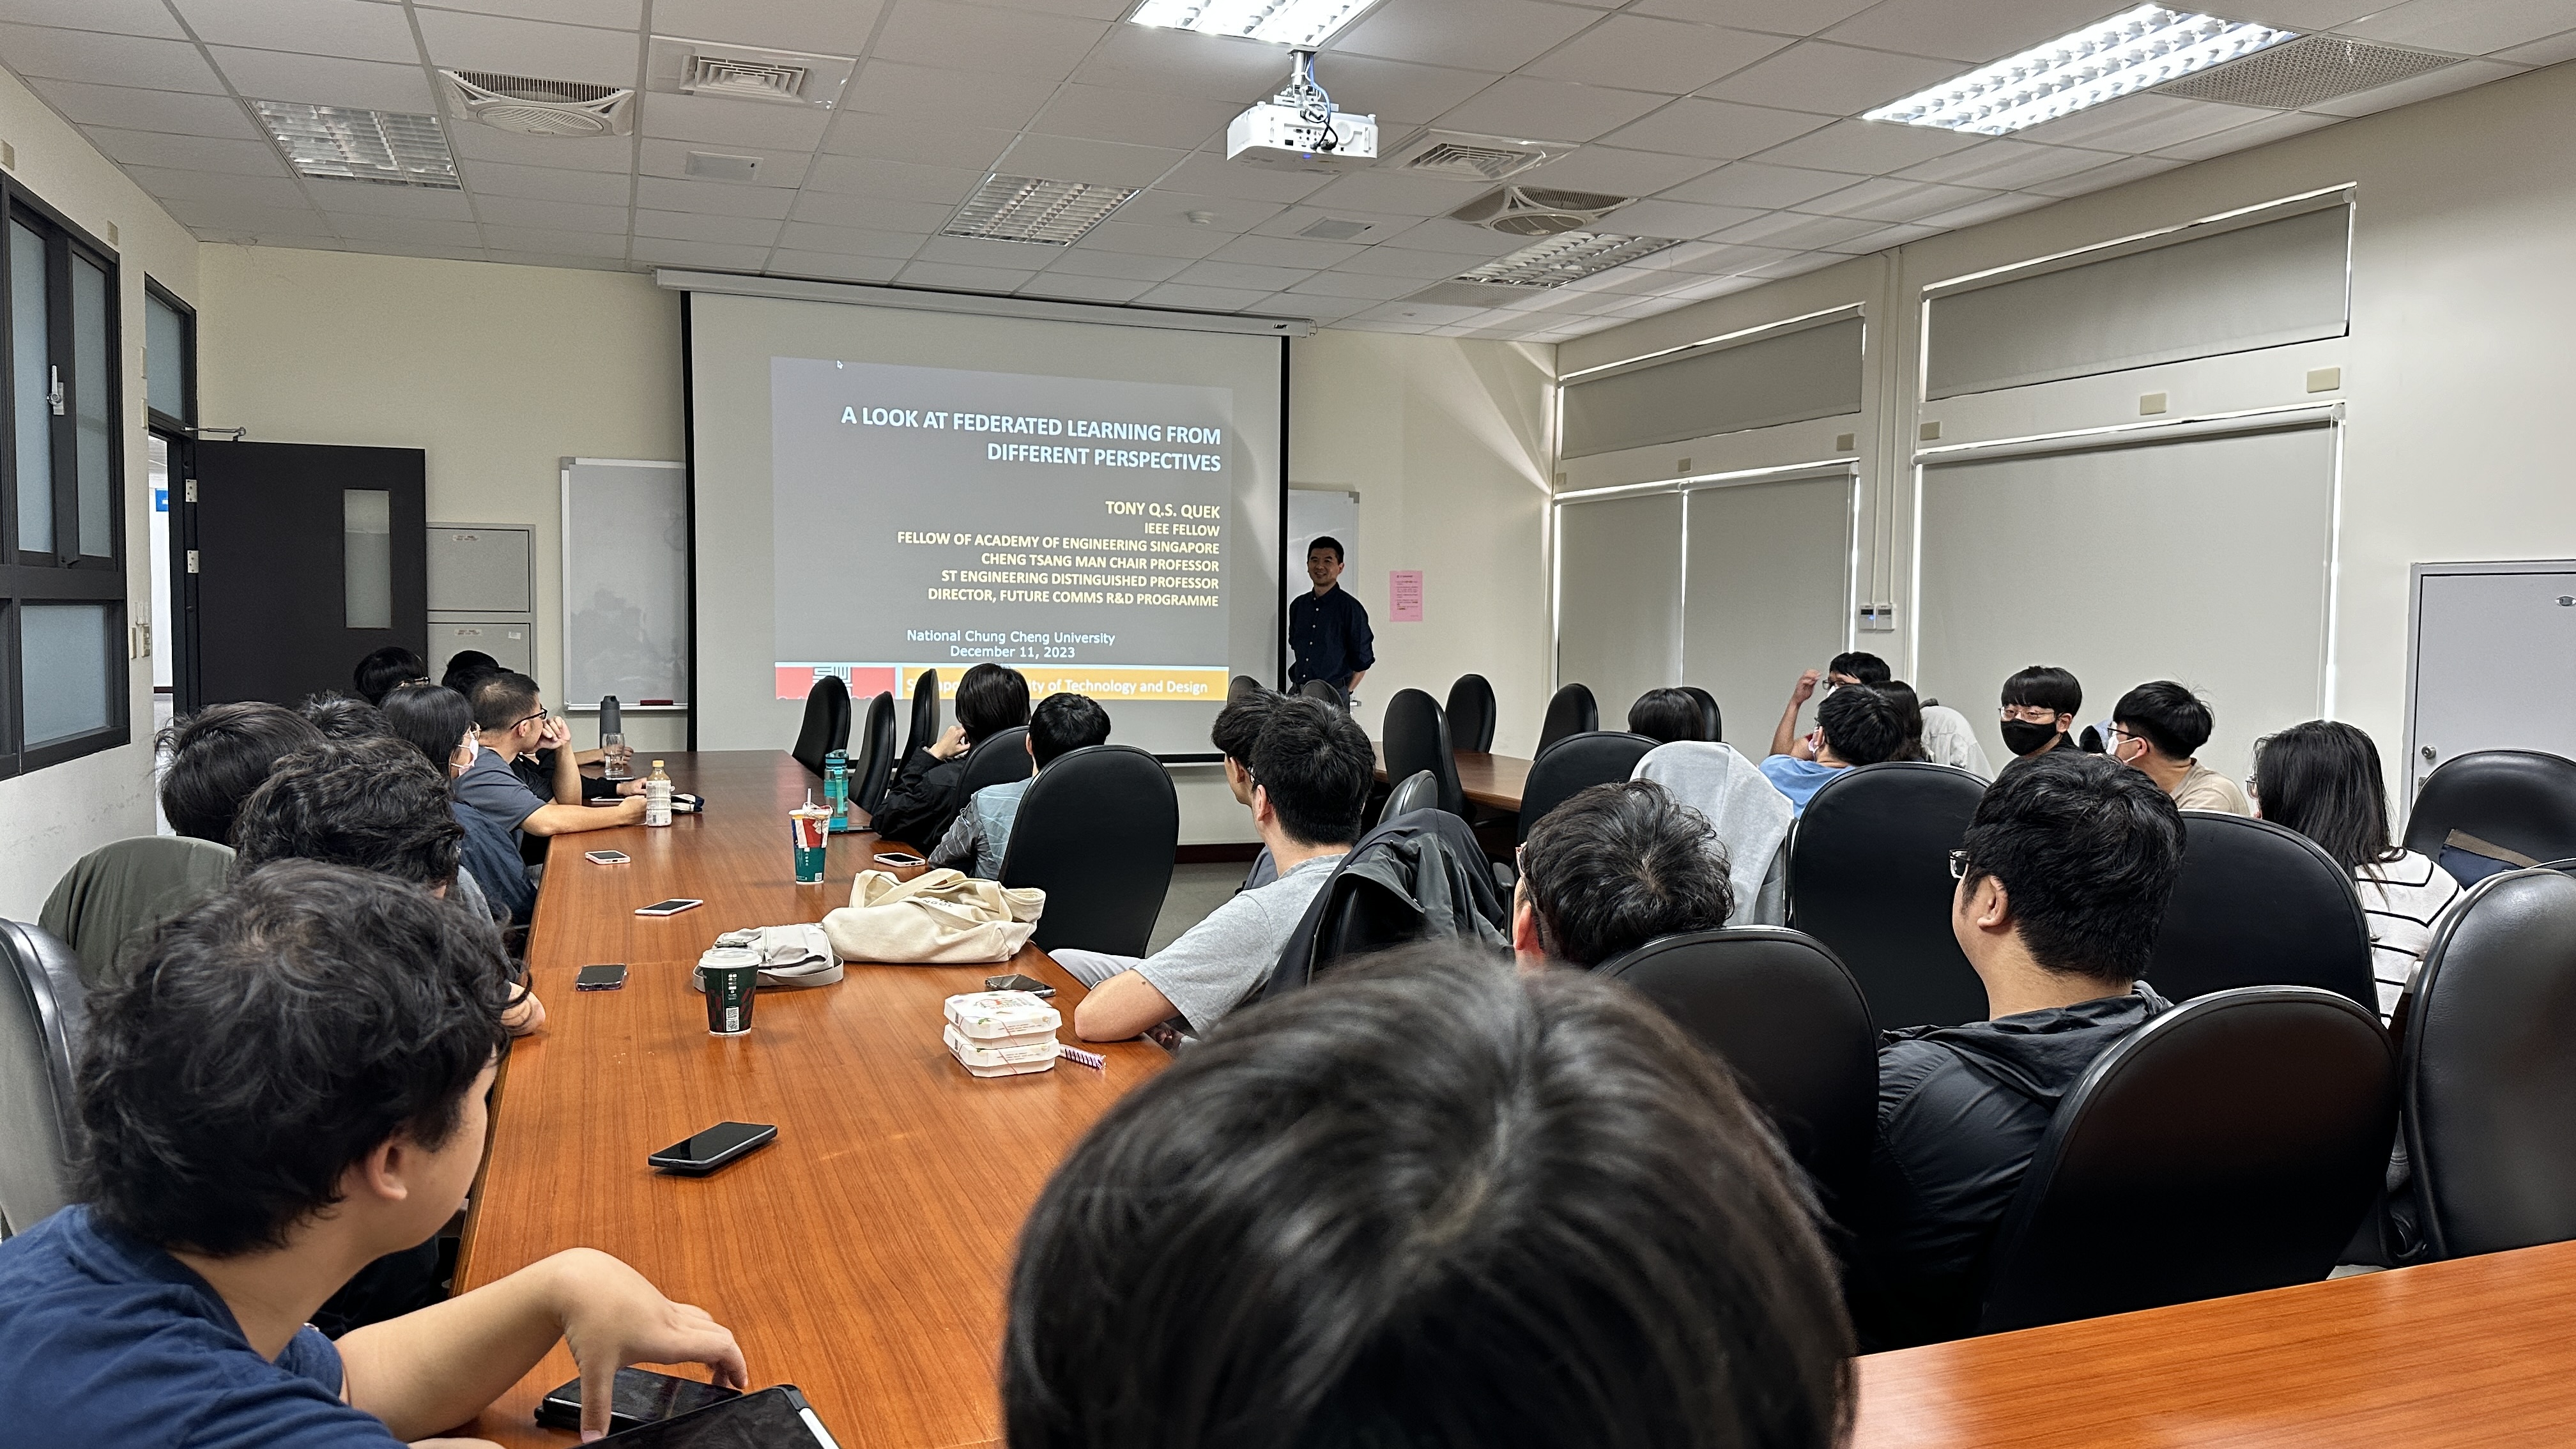 A LOOK AT FEDERATED LEARNING FROM
DIFFERENT PERSPECTIVES
TONY Q.S. QUEK
IEEE FELLOW
FELLOW OF ACADEMY OF ENGINEERING SINGAPORE
CHENG TSANG MAN CHAIR PROFESSOR
ST ENGINEERING DISTINGUISHED PROFESSOR
DIRECTOR, FUTURE COMMS R&D PROGRAMME
National Chung Cheng University
December 11, 2023
of Technology and Design